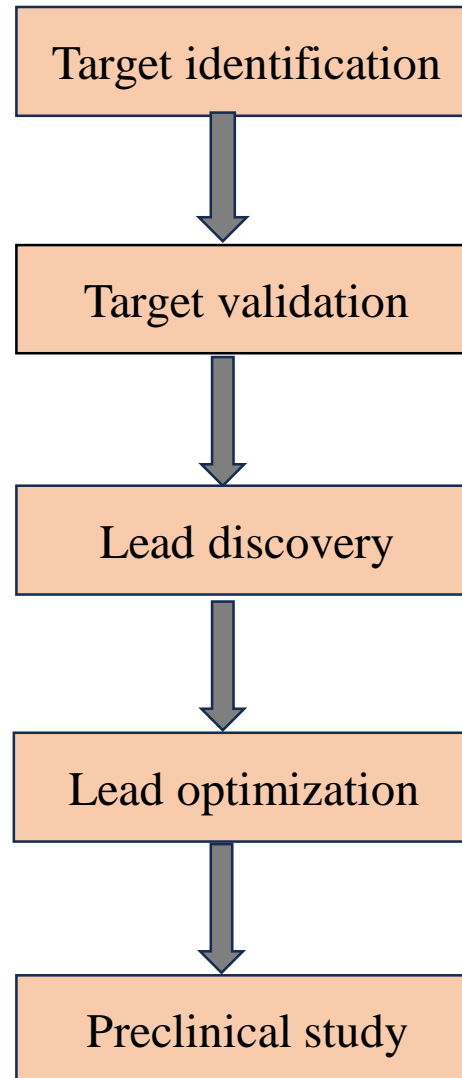 Target identification
Target validation
Lead discovery
Lead optimization
Preclinical study